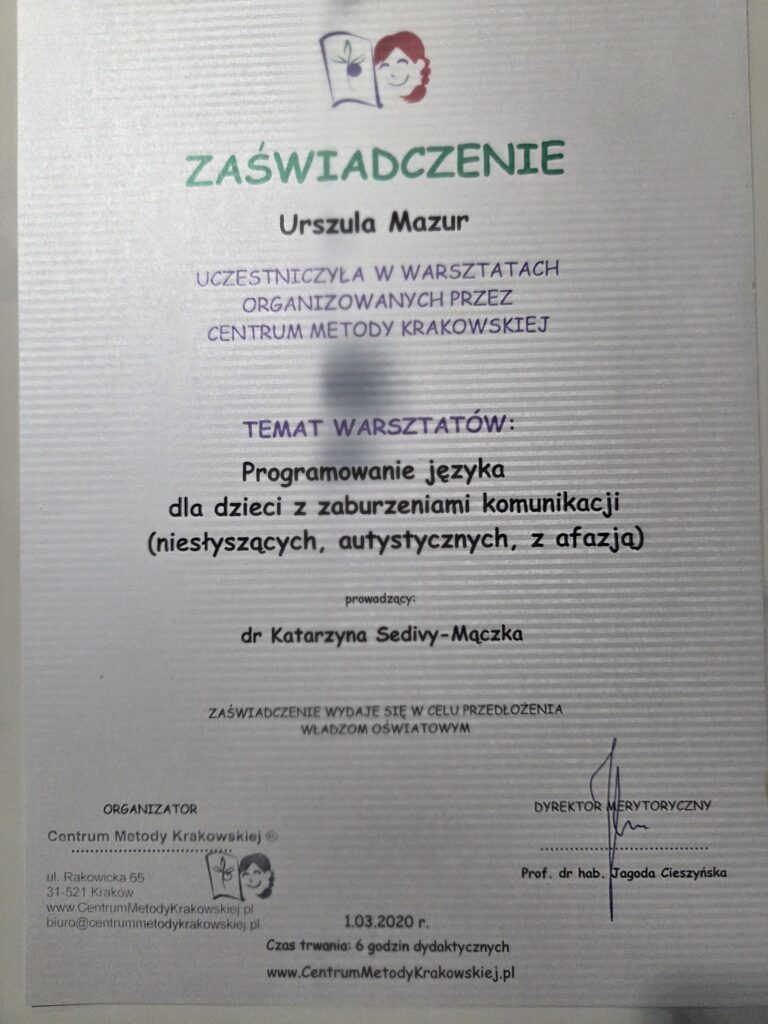 ZAŚWIADCZENIE
Urszula Mazur
UCZESTNICZYŁA W WARSZTATACH
ORGANIZOWANYCH PRZEZ
CENTRUM METODY KRAKOWSKIEJ
TEMAT WARSZTATÓW:
Programowanie języka
dla dzieci z zaburzeniami komunikacji
(niesłyszących, autystycznych, z afazją)
prowadzący:
dr Katarzyna Sedivy-Mączka
ZAŚWIADCZENIE WYDAJE SIĘ W CELU PRZEDŁOŻENIA
WŁADZOM OŚWIATOWYM
ORGANIZATOR
Centrum Metody Krakowskiej ®
ul. Rakowicka 65
31-521 Kraków
www.CentrumMetodyKrakowskiej.pl
biuro@centrummetodykrakowskiej.pl
DYREKTOR MERYTORYCZNY
Prof. dr hab. Jagoda Cieszyńska
1.03.2020 r.
Czas trwania: 6 godzin dydaktycznych
www.CentrumMetodyKrakowskiej.pl